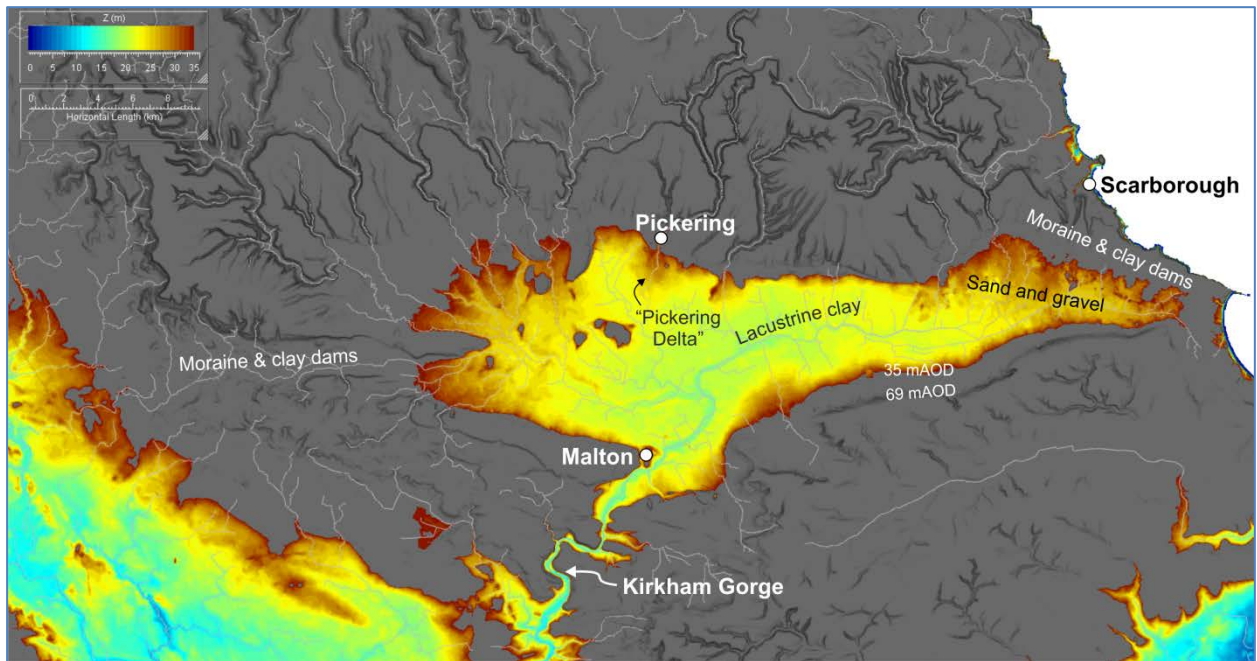 Z (m)
0 5 10 15 20 25 30 35
0 2 4 6 8
Horizontal Length (km)
Scarborough
Pickering
Moraine & clay dams
Sand and gravel
"Pickering
Delta"
Lacustrine clay
Moraine & clay dams
35 mAOD
69 mAOD
Malton
Kirkham Gorge